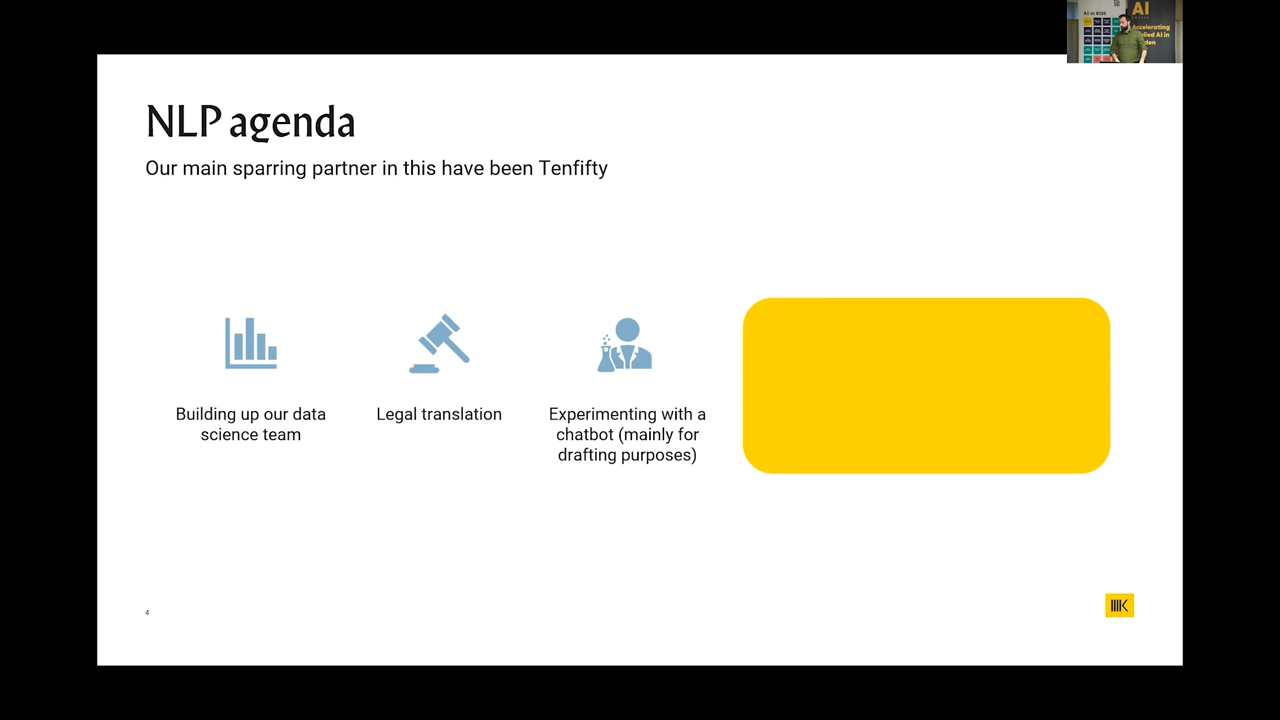 NLP agenda
Our main sparring partner in this have been Tenfifty
Building up our data
science team
Legal translation
Experimenting with a
chatbot (mainly for
drafting purposes)
4
K
AI
Accelerating